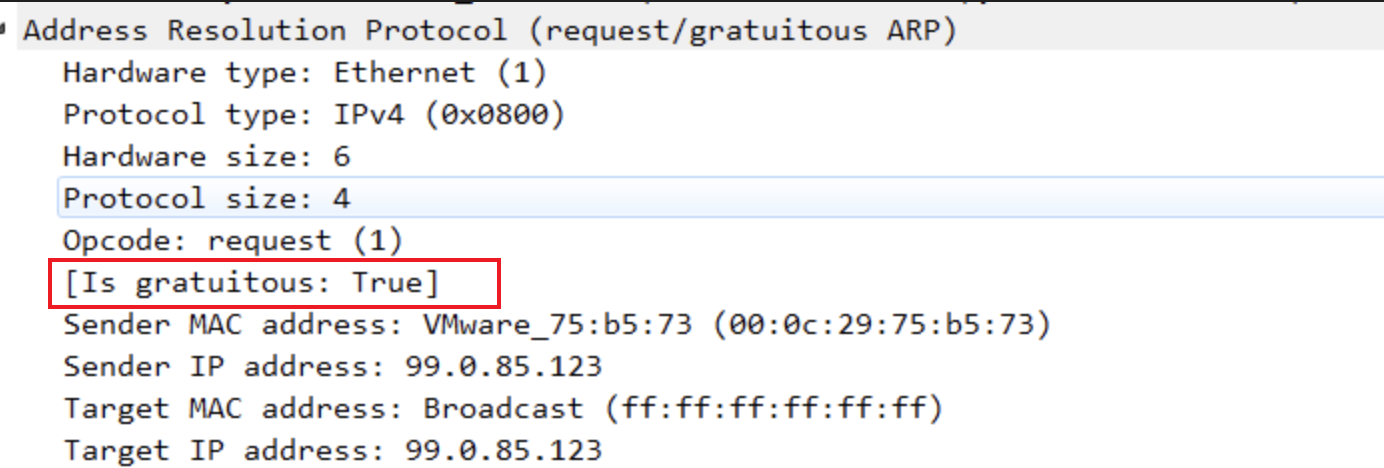 Address Resolution Protocol (request/gratuitous ARP)
Hardware type: Ethernet (1)
Protocol type: IPv4 (0x0800)
Hardware size: 6
Protocol size: 4
Opcode: request (1)
[Is gratuitous: True]
Sender MAC address: VMware_75:b5:73 (00:0c:29:75:b5:73)
Sender IP address: 99.0.85.123
Target MAC address: Broadcast (ff:ff:ff:ff:ff:ff)
Target IP address: 99.0.85.123